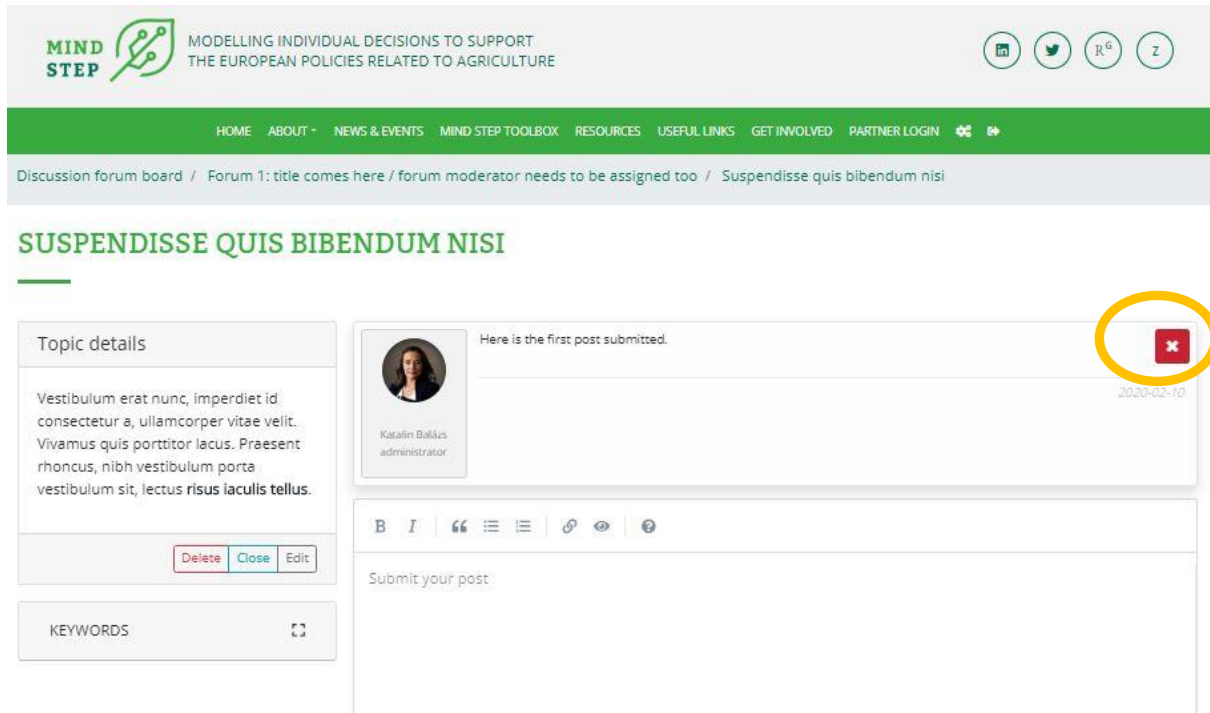 MIND STEP
MODELLING INDIVIDUAL DECISIONS TO SUPPORT
THE EUROPEAN POLICIES RELATED TO AGRICULTURE
R^G Z
HOME ABOUT NEWS & EVENTS MIND STEP TOOLBOX RESOURCES USEFUL LINKS GET INVOLVED PARTNER LOGIN
Discussion forum board / Forum 1: title comes here / forum moderator needs to be assigned too / Suspendisse quis bibendum nisi
SUSPENDISSE QUIS BIBENDUM NISI
Topic details
Vestibulum erat nunc, imperdiet id
consectetur a, ullamcorper vitae velit.
Vivamus quis porttitor lacus. Praesent
rhoncus, nibh vestibulum porta
vestibulum sit, lectus risus iaculis tellus.
Delete Close Edit
KEYWORDS
Here is the first post submitted.
2020-02-10
Katalin Balázs
administrator
B I
Submit your post